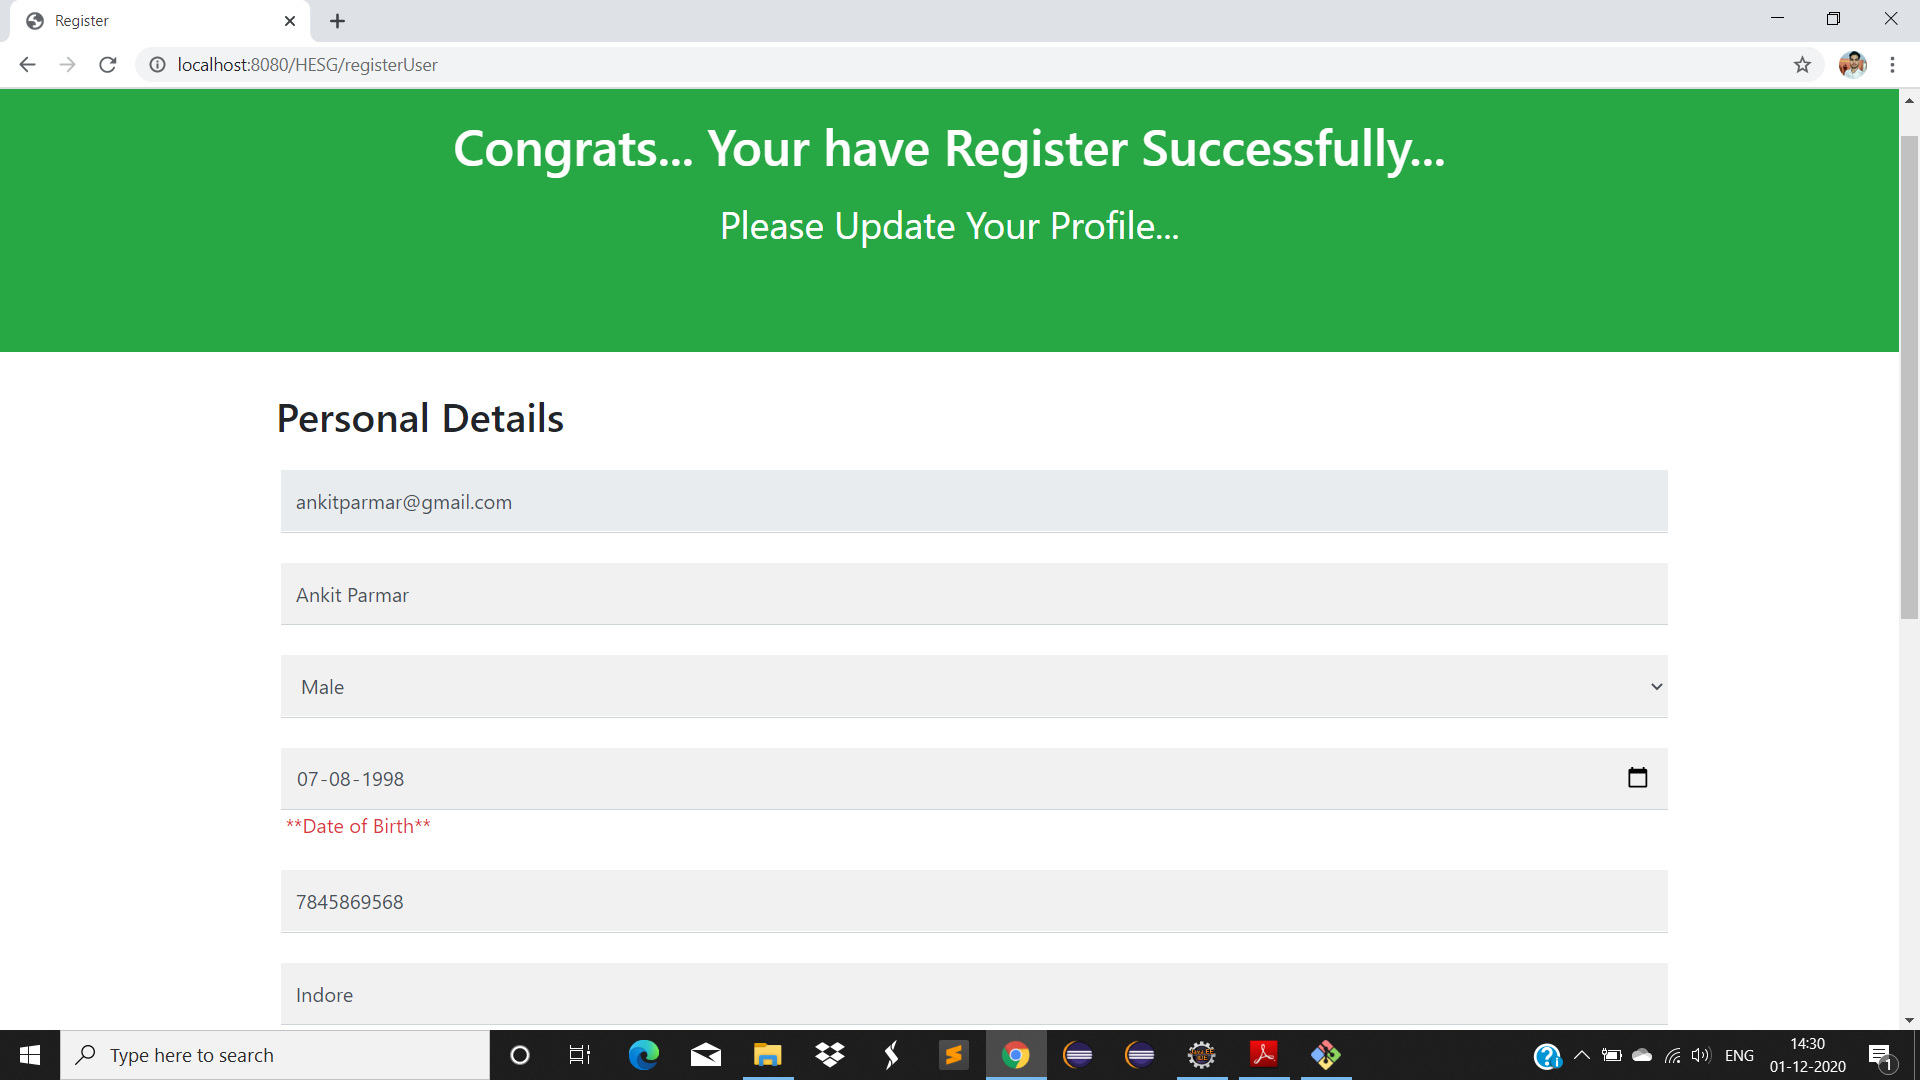 Register
localhost:8080/HESG/registerUser
Congrats... Your have Register Successfully...
Please Update Your Profile...
Personal Details
ankitparmar@gmail.com
Ankit Parmar
Male
07-08-1998
**Date of Birth**
7845869568
Indore
Type here to search
ENG
14:30
01-12-2020
1